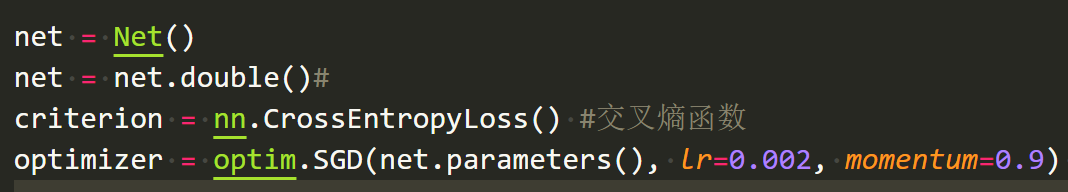 net = Net()
net = net.double()#
criterion = nn.CrossEntropyLoss() #交叉熵函数
optimizer = optim.SGD(net.parameters(), lr=0.002, momentum=0.9)